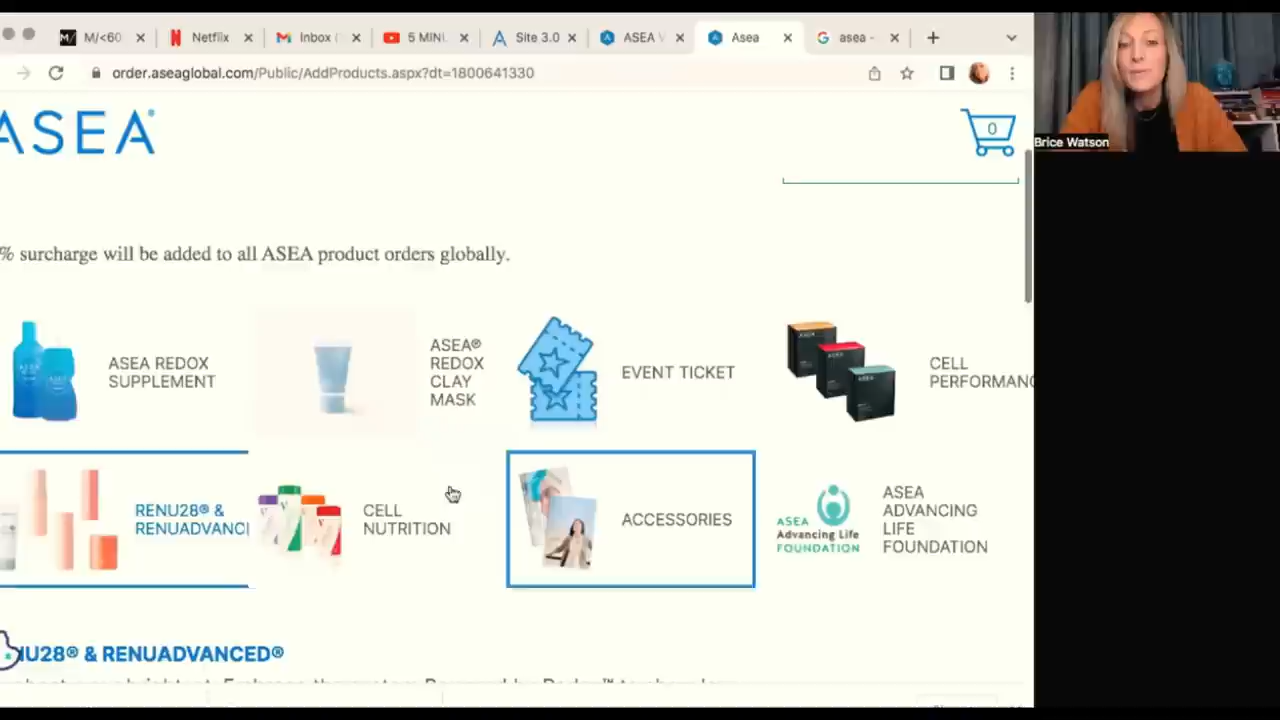 M/<60
Netflix
Inbox (
5 MINU
Site 3.0
ASEA V
Asea
asea -
order.aseaglobal.com/Public/AddProducts.aspx?dt=1800641330
ASEA
0
Brice Watson
% surcharge will be added to all ASEA product orders globally.
ASEA REDOX
SUPPLEMENT
ASEA®
REDOX
CLAY
MASK
EVENT TICKET
CELL
PERFORMANC
RENU28® &
RENUADVANC
CELL
NUTRITION
ACCESSORIES
ASEA
Advancing Life
FOUNDATION
ASEA
ADVANCING
LIFE
FOUNDATION
NU28® & RENUADVANCED®